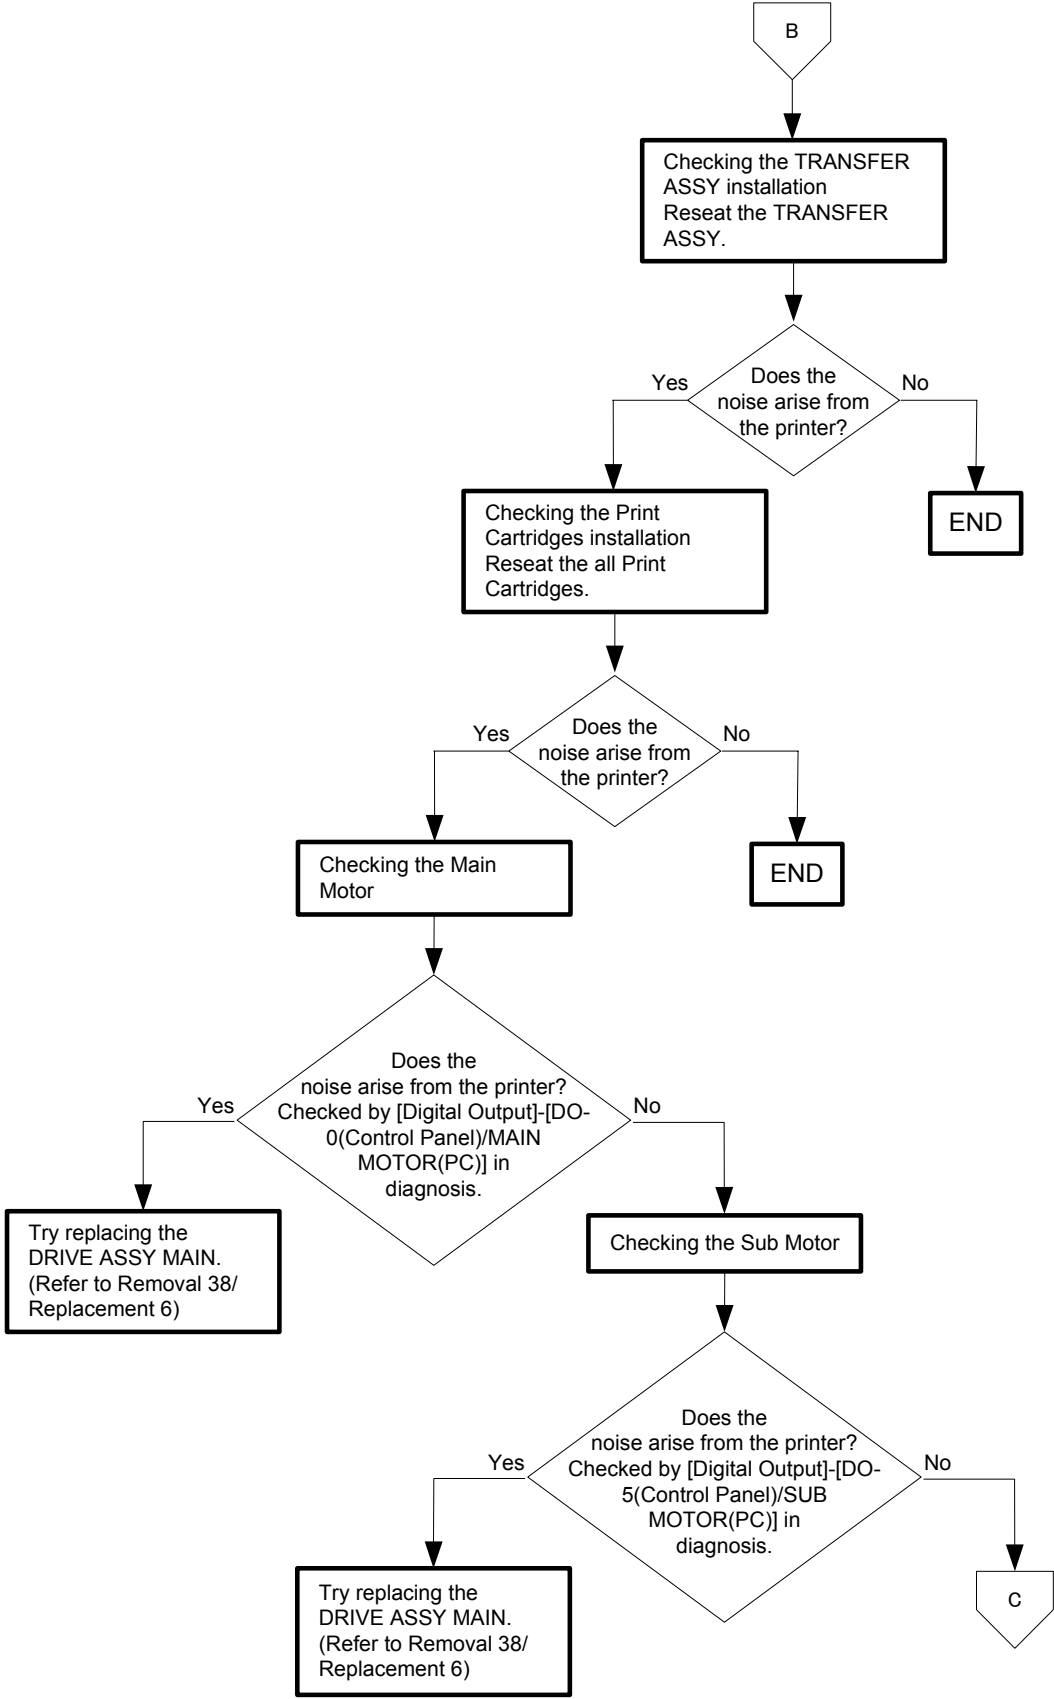 B
Checking the TRANSFER
ASSY installation
Reseat the TRANSFER
ASSY.
Yes
Does the
noise arise from
the printer?
No
END
Checking the Print
Cartridges installation
Reseat the all Print
Cartridges.
Yes
Does the
noise arise from
the printer?
No
END
Checking the Main
Motor
Yes
Does the
noise arise from the printer?
Checked by [Digital Output]-[DO-
0(Control Panel)/MAIN
MOTOR(PC)] in
diagnosis.
No
Try replacing the
DRIVE ASSY MAIN.
(Refer to Removal 38/
Replacement 6)
Checking the Sub Motor
Yes
Does the
noise arise from the printer?
Checked by [Digital Output]-[DO-
5(Control Panel)/SUB
MOTOR(PC)] in
diagnosis.
No
Try replacing the
DRIVE ASSY MAIN.
(Refer to Removal 38/
Replacement 6)
C